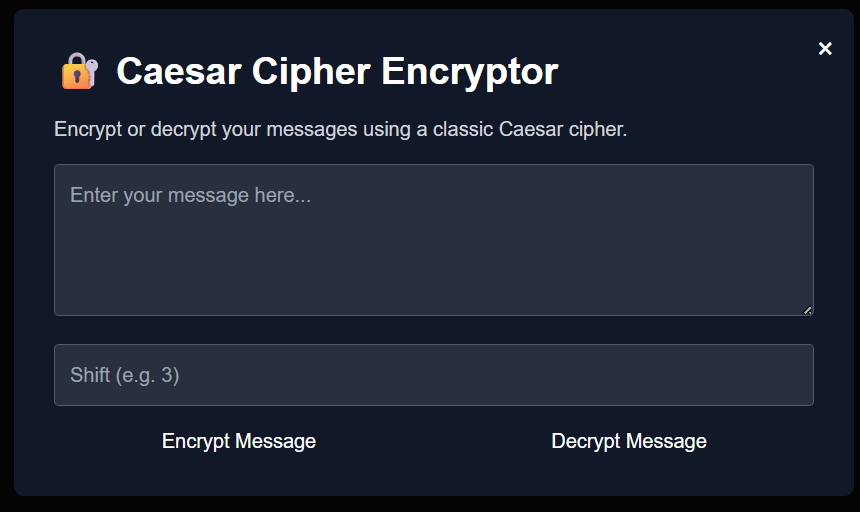 Caesar Cipher Encryptor
Encrypt or decrypt your messages using a classic Caesar cipher.
Enter your message here...
Shift (e.g. 3)
Encrypt Message Decrypt Message